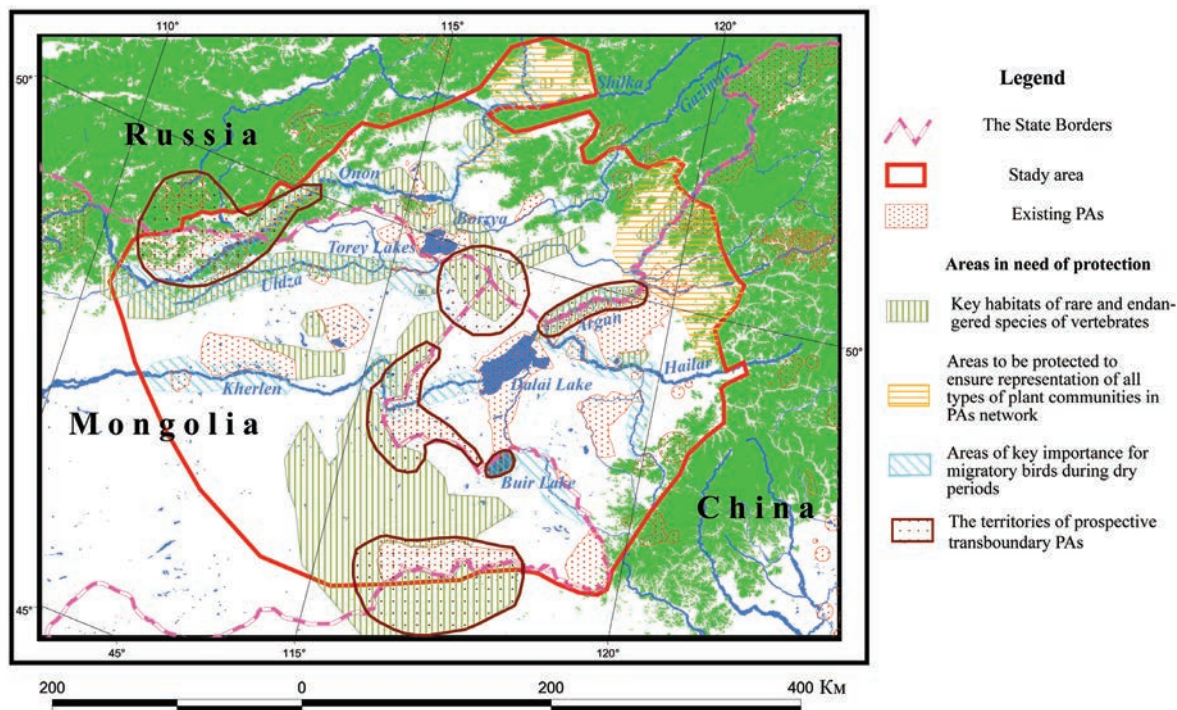 110°
115°
120°
50°
Shilka
Gazimur
Russia
Onon
Borzya
Torey Lakes
Uldza
Argun
50°
Hailar
Kherlen
Dalai Lake
Mongolia
Buir Lake
China
45°
45°
115°
120°
200
0
200
400 Км
Legend
The State Borders
Stady area
Existing PAs
Areas in need of protection
Key habitats of rare and endan-
gered species of vertebrates
Areas to be protected to
ensure representation of all
types of plant communities in
PAs network
Areas of key importance for
migratory birds during dry
periods
The territories of prospective
transboundary PAs